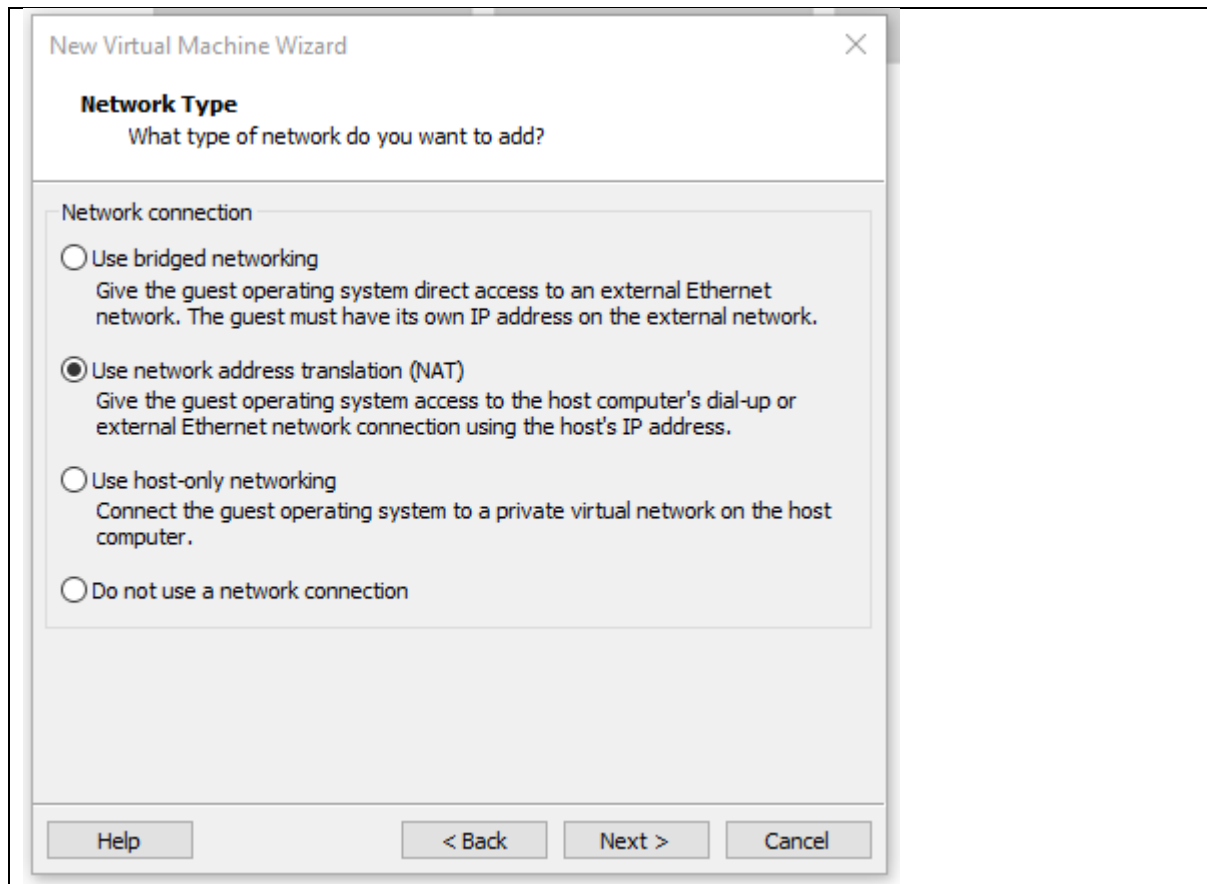 New Virtual Machine Wizard
Network Type
What type of network do you want to add?
Network connection
Use bridged networking
Give the guest operating system direct access to an external Ethernet
network. The guest must have its own IP address on the external network.
Use network address translation (NAT)
Give the guest operating system access to the host computer's dial-up or
external Ethernet network connection using the host's IP address.
Use host-only networking
Connect the guest operating system to a private virtual network on the host
computer.
Do not use a network connection
Help < Back Next > Cancel